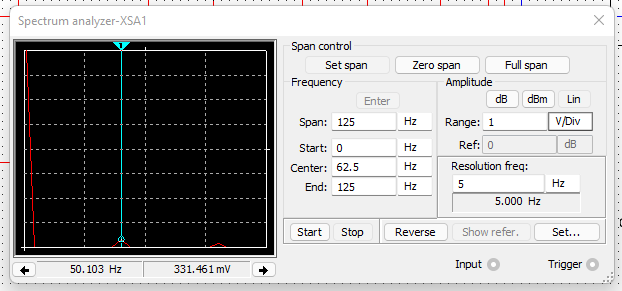 Spectrum analyzer-XSA1
1
Span control
Set span Zero span Full span
Frequency
Enter
Span: 125 Hz
Start: 0 Hz
Center: 62.5 Hz
End: 125 Hz
Amplitude
dB dBm Lin
Range: 1 V/Div
Ref: 0 dB
Resolution freq:
5 Hz
5.000 Hz
Start Stop Reverse Show refer. Set...
50.103 Hz 331.461 mV
Input Trigger